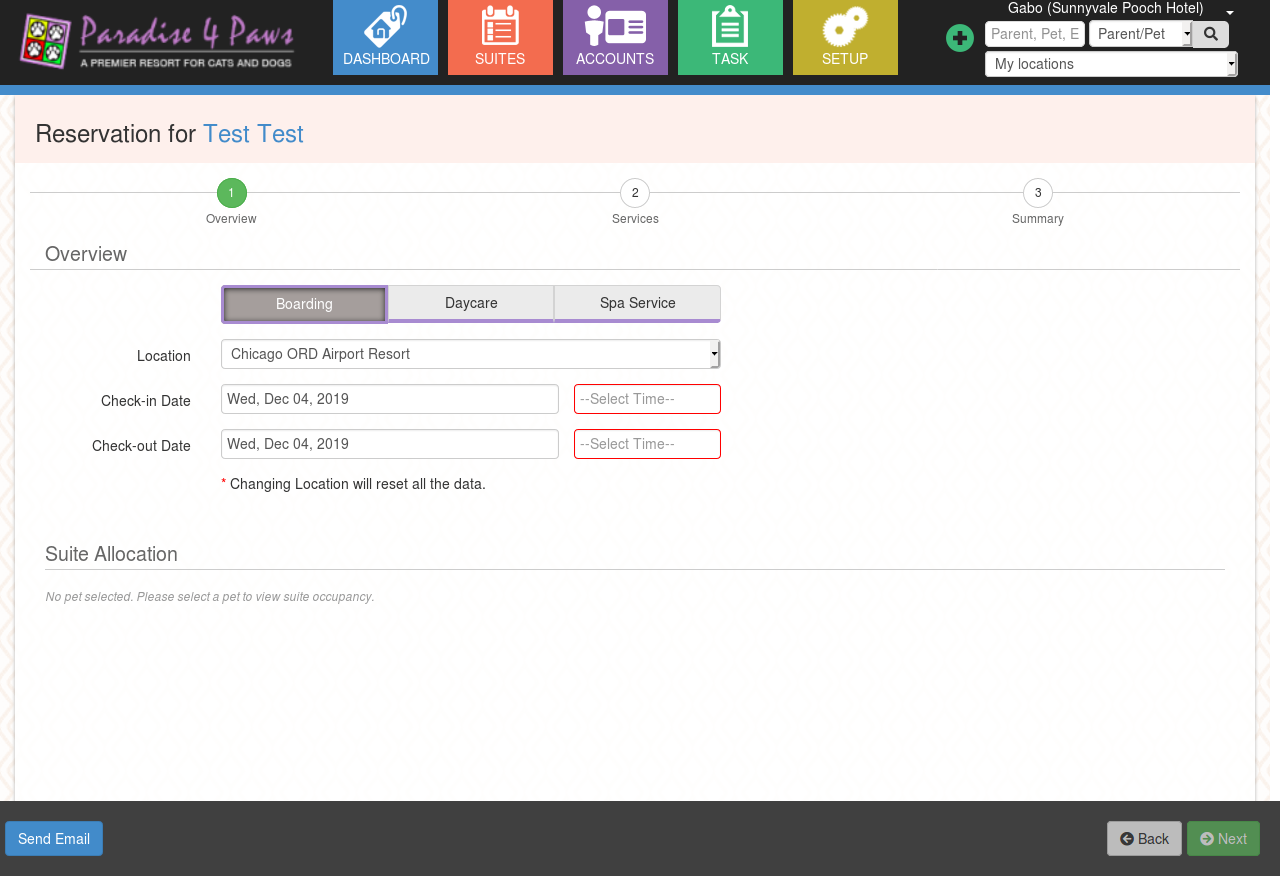 Paradise 4 Paws
A PREMIER RESORT FOR CATS AND DOGS
DASHBOARD
SUITES
ACCOUNTS
TASK
SETUP
Gabo (Sunnyvale Pooch Hotel)
Parent, Pet, E
Parent/Pet
My locations
Reservation for Test Test
1
2
3
Overview
Services
Summary
Overview
Boarding
Daycare
Spa Service
Location
Chicago ORD Airport Resort
Check-in Date
Wed, Dec 04, 2019
--Select Time--
Check-out Date
Wed, Dec 04, 2019
--Select Time--
* Changing Location will reset all the data.
Suite Allocation
No pet selected. Please select a pet to view suite occupancy.
Send Email
Back
Next